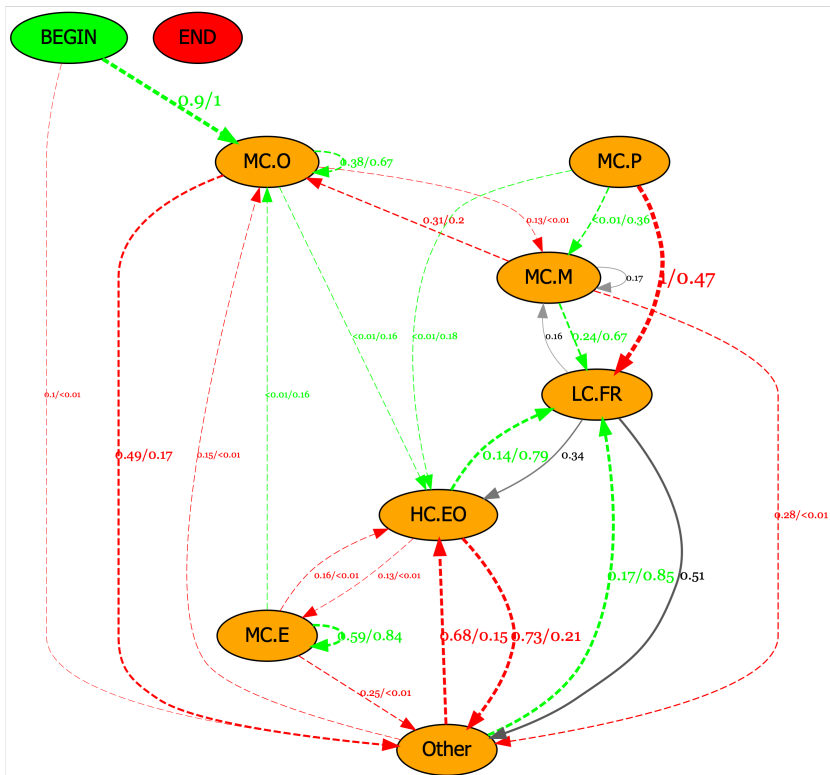 BEGIN
END
0.9/1
MC.O
0.38/0.67
MC.P
0.31/0.2
0.13/<0.01
<0.01/0.36
MC.M
0.17
1/0.47
<0.01/0.16
<0.01/0.18
0.16
0.24/0.67
LC.FR
0.1/<0.01
<0.01/0.16
0.49/0.17
0.15/<0.01
0.14/0.79
0.34
HC.EO
0.28/<0.01
0.16/<0.01
0.13/<0.01
0.17/0.85
0.51
MC.E
0.59/0.84
0.68/0.15
0.73/0.21
0.25/<0.01
Other